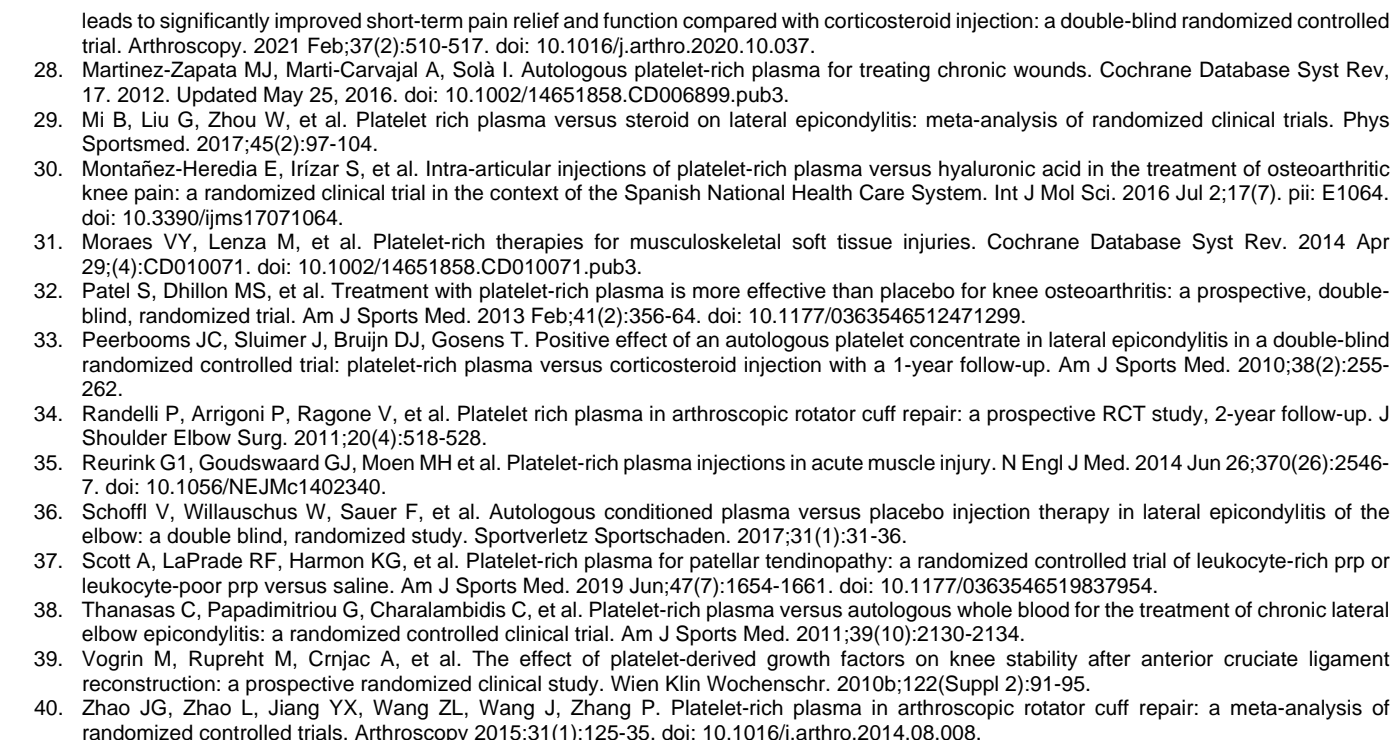 leads to significantly improved short-term pain relief and function compared with corticosteroid injection: a double-blind randomized controlled
trial. Arthroscopy. 2021 Feb;37(2):510-517. doi: 10.1016/j.arthro.2020.10.037.
28. Martinez-Zapata MJ, Marti-Carvajal A, Solà I. Autologous platelet-rich plasma for treating chronic wounds. Cochrane Database Syst Rev,
17. 2012. Updated May 25, 2016. doi: 10.1002/14651858.CD006899.pub3.
29. Mi B, Liu G, Zhou W, et al. Platelet rich plasma versus steroid on lateral epicondylitis: meta-analysis of randomized clinical trials. Phys
Sportsmed. 2017;45(2):97-104.
30. Montañez-Heredia E, Irízar S, et al. Intra-articular injections of platelet-rich plasma versus hyaluronic acid in the treatment of osteoarthritic
knee pain: a randomized clinical trial in the context of the Spanish National Health Care System. Int J Mol Sci. 2016 Jul 2;17(7). pii: E1064.
doi: 10.3390/ijms17071064.
31. Moraes VY, Lenza M, et al. Platelet-rich therapies for musculoskeletal soft tissue injuries. Cochrane Database Syst Rev. 2014 Apr
29;(4):CD010071. doi: 10.1002/14651858.CD010071.pub3.
32. Patel S, Dhillon MS, et al. Treatment with platelet-rich plasma is more effective than placebo for knee osteoarthritis: a prospective, double-
blind, randomized trial. Am J Sports Med. 2013 Feb;41(2):356-64. doi: 10.1177/0363546512471299.
33. Peerbooms JC, Sluimer J, Bruijn DJ, Gosens T. Positive effect of an autologous platelet concentrate in lateral epicondylitis in a double-blind
randomized controlled trial: platelet-rich plasma versus corticosteroid injection with a 1-year follow-up. Am J Sports Med. 2010;38(2):255-
262.
34. Randelli P, Arrigoni P, Ragone V, et al. Platelet rich plasma in arthroscopic rotator cuff repair: a prospective RCT study, 2-year follow-up. J
Shoulder Elbow Surg. 2011;20(4):518-528.
35. Reurink G1, Goudswaard GJ, Moen MH et al. Platelet-rich plasma injections in acute muscle injury. N Engl J Med. 2014 Jun 26;370(26):2546-
7. doi: 10.1056/NEJMc1402340.
36. Schoffl V, Willauschus W, Sauer F, et al. Autologous conditioned plasma versus placebo injection therapy in lateral epicondylitis of the
elbow: a double blind, randomized study. Sportverletz Sportschaden. 2017;31(1):31-36.
37. Scott A, LaPrade RF, Harmon KG, et al. Platelet-rich plasma for patellar tendinopathy: a randomized controlled trial of leukocyte-rich prp or
leukocyte-poor prp versus saline. Am J Sports Med. 2019 Jun;47(7):1654-1661. doi: 10.1177/0363546519837954.
38. Thanasas C, Papadimitriou G, Charalambidis C, et al. Platelet-rich plasma versus autologous whole blood for the treatment of chronic lateral
elbow epicondylitis: a randomized controlled clinical trial. Am J Sports Med. 2011;39(10):2130-2134.
39. Vogrin M, Rupreht M, Crnjac A, et al. The effect of platelet-derived growth factors on knee stability after anterior cruciate ligament
reconstruction: a prospective randomized clinical study. Wien Klin Wochenschr. 2010b;122(Suppl 2):91-95.
40. Zhao JG, Zhao L, Jiang YX, Wang ZL, Wang J, Zhang P. Platelet-rich plasma in arthroscopic rotator cuff repair: a meta-analysis of
randomized controlled trials. Arthroscopy 2015;31(1):125-35. doi: 10.1016/j.arthro.2014.08.008.